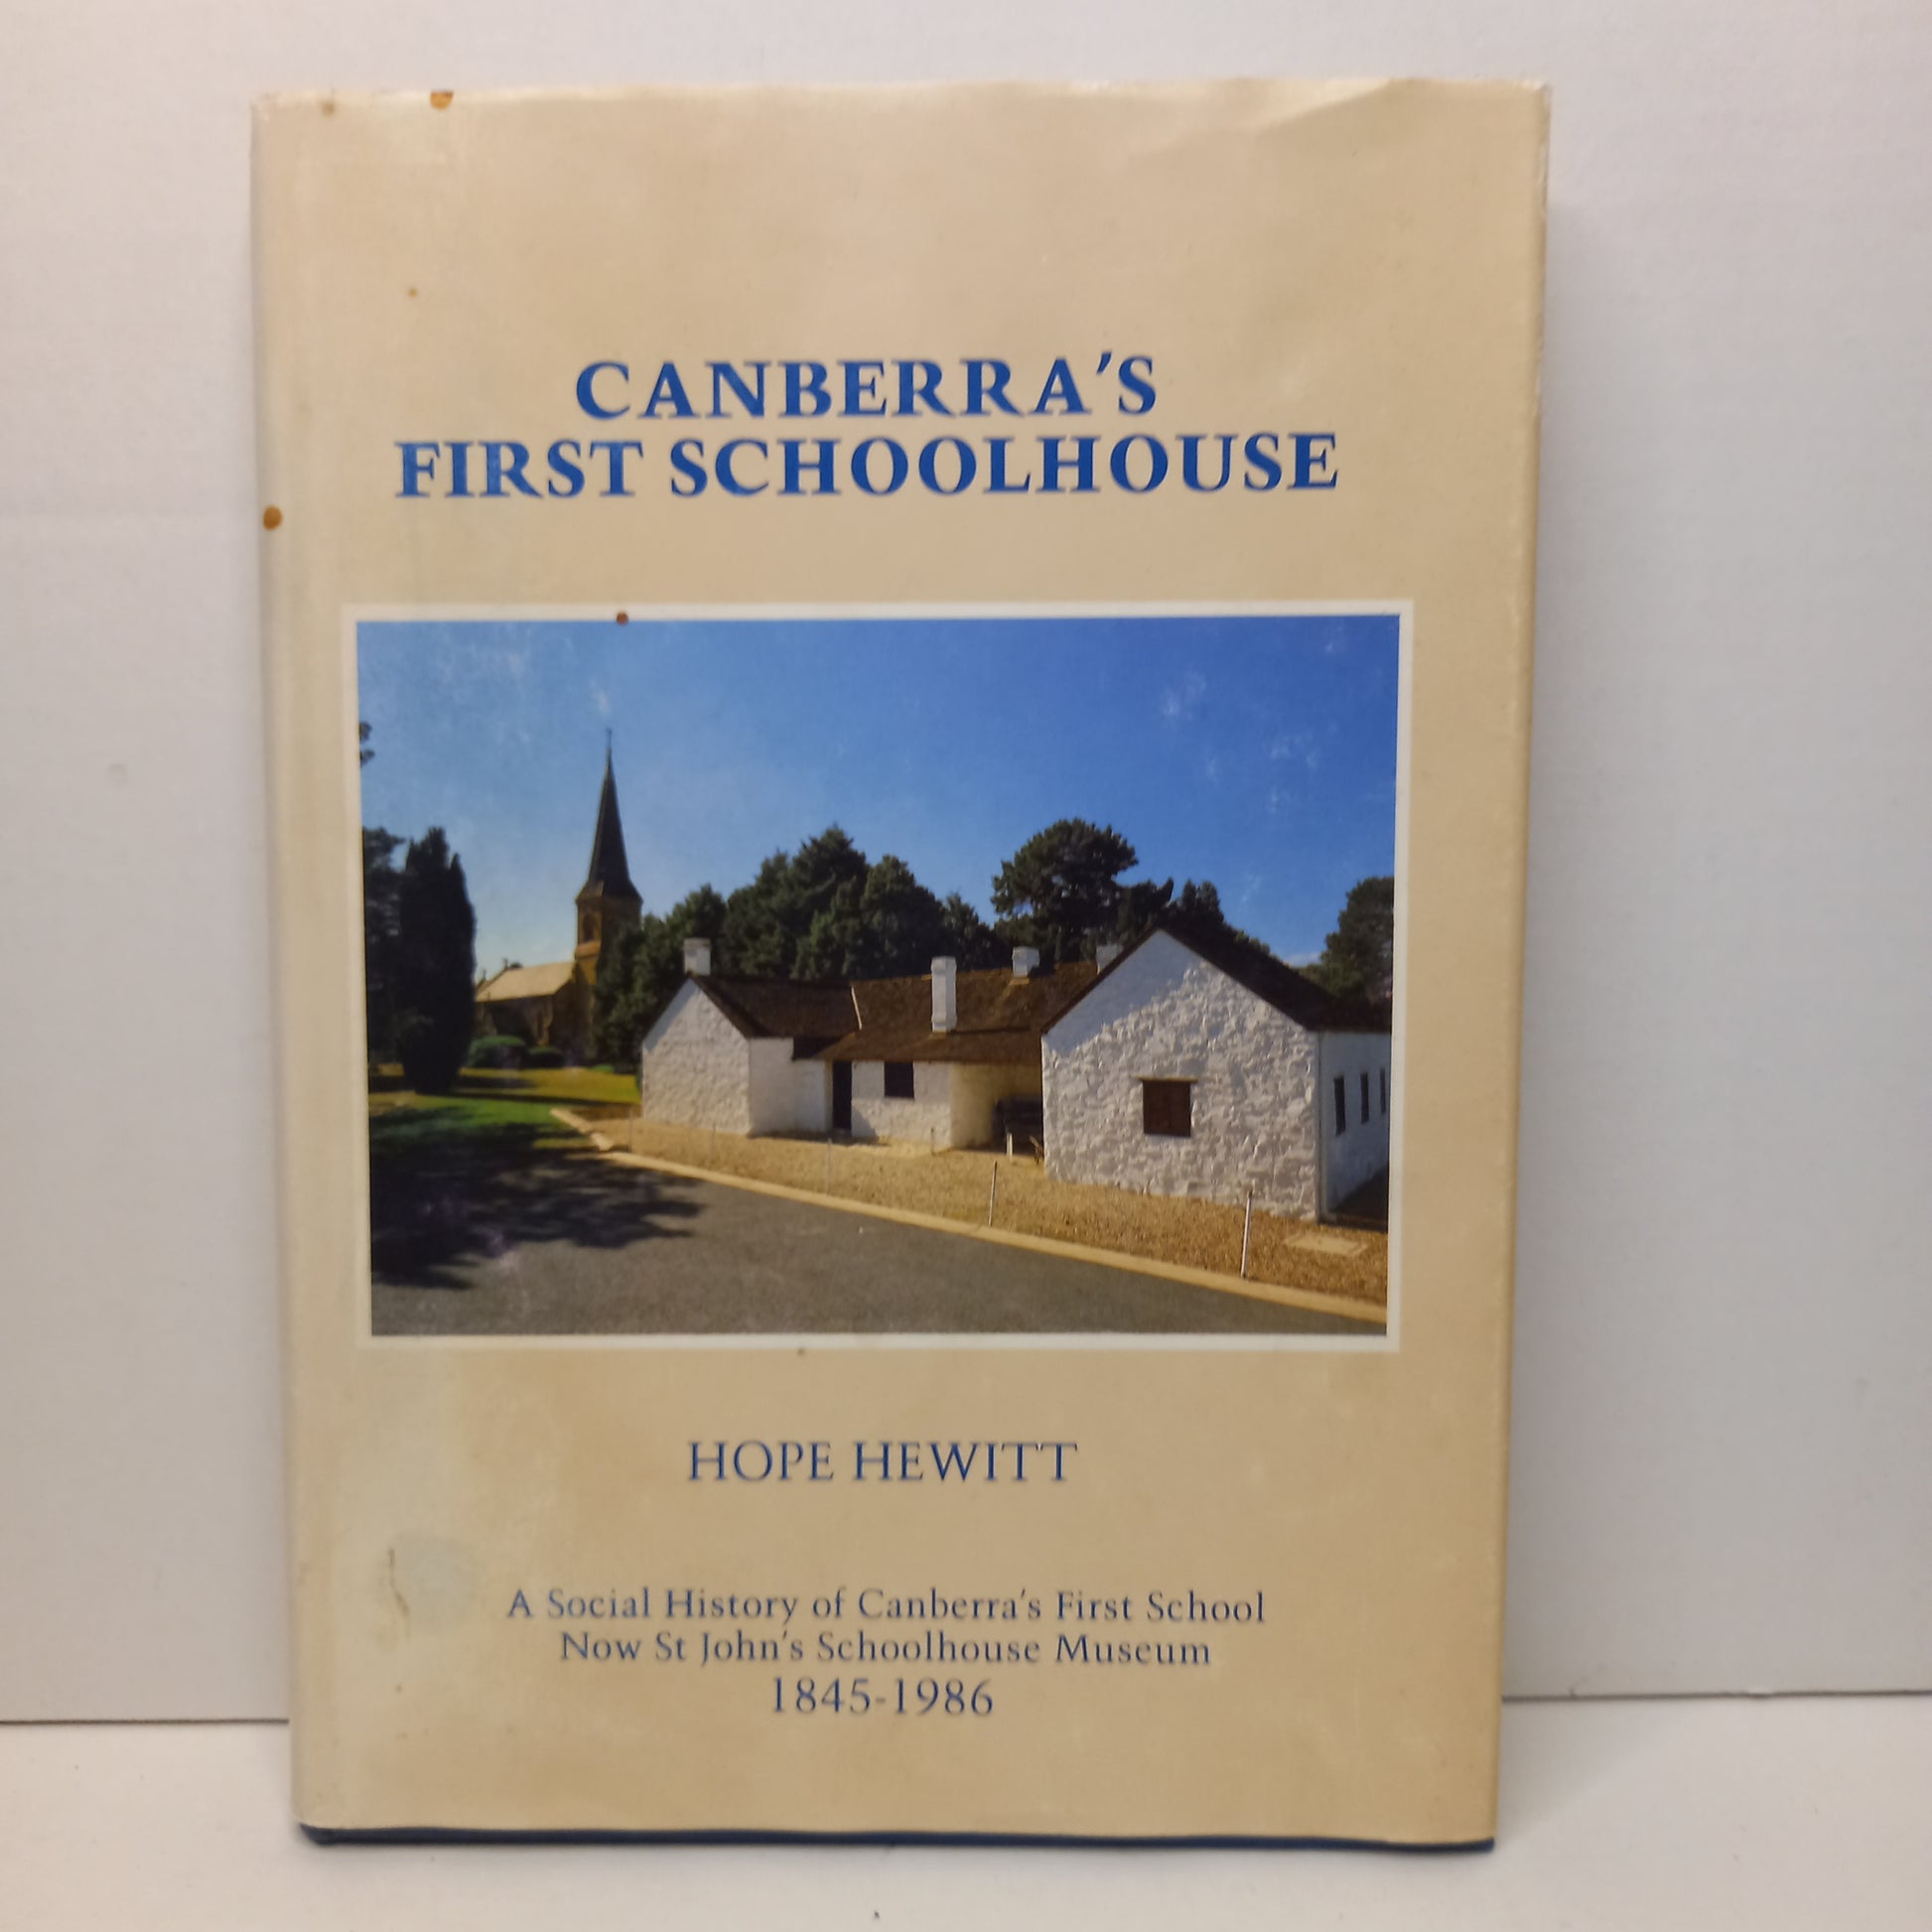 CANBERRA'S
FIRST SCHOOLHOUSE
HOPE HEWITT
A Social History of Canberra's First School
Now St John's Schoolhouse Museum
1845-1986